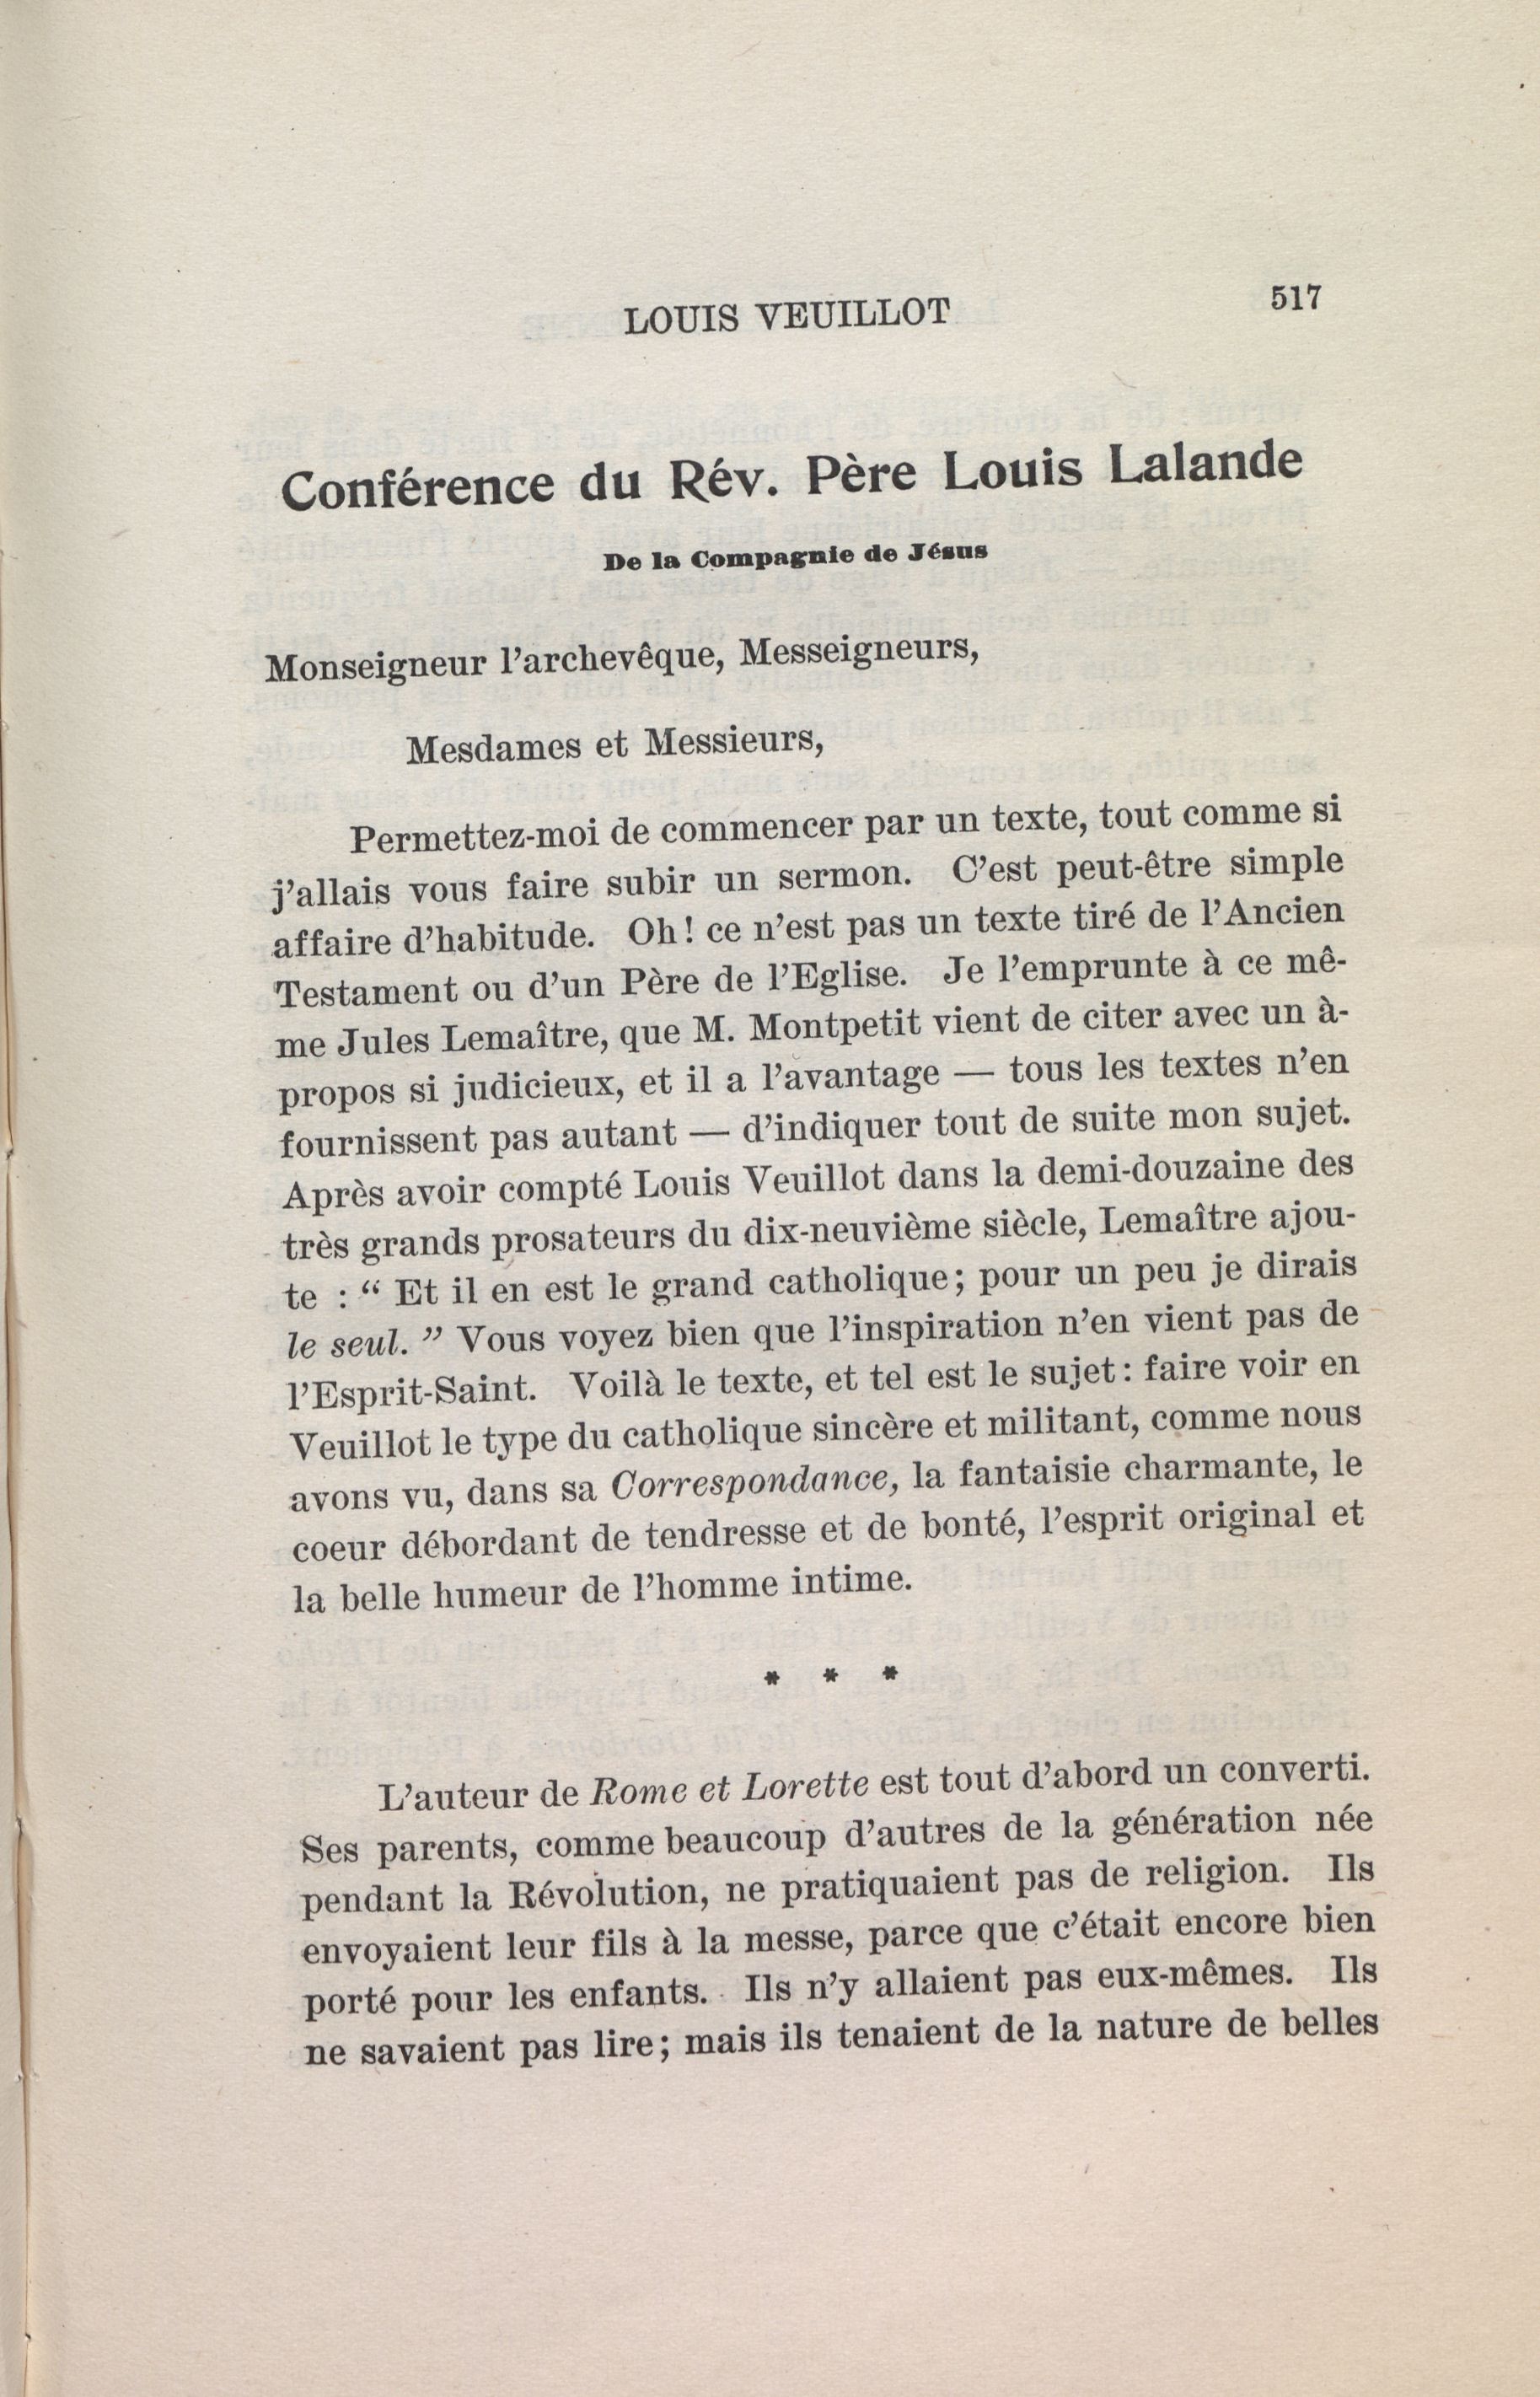 LOUIS VEUILLOT 517
Conférence du Rév. Père Louis Lalande
De la Compagnie de Jésus
Monseigneur l'archevêque, Messeigneurs,
Mesdames et Messieurs,
Permettez-moi de commencer par un texte, tout comme si
j'allais vous faire subir un sermon. C'est peut-être simple
affaire d'habitude. Oh! ce n'est pas un texte tiré de l'Ancien
Testament ou d'un Père de l'Eglise. Je l'emprunte à ce mê-
me Jules Lemaître, que M. Montpetit vient de citer avec un à-
propos si judicieux, et il a l'avantage — tous les textes n'en
fournissent pas autant — d'indiquer tout de suite mon sujet.
Après avoir compté Louis Veuillot dans la demi-douzaine des
très grands prosateurs du dix-neuvième siècle, Lemaître ajou-
te : “ Et il en est le grand catholique; pour un peu je dirais
le seul. ” Vous voyez bien que l'inspiration n'en vient pas de
l'Esprit-Saint. Voilà le texte, et tel est le sujet: faire voir en
Veuillot le type du catholique sincère et militant, comme nous
avons vu, dans sa Correspondance, la fantaisie charmante, le
coeur débordant de tendresse et de bonté, l'esprit original et
la belle humeur de l'homme intime.
* * *
L'auteur de Rome et Lorette est tout d'abord un converti.
Ses parents, comme beaucoup d'autres de la génération née
pendant la Révolution, ne pratiquaient pas de religion. Ils
envoyaient leur fils à la messe, parce que c'était encore bien
porté pour les enfants. Ils n'y allaient pas eux-mêmes. Ils
ne savaient pas lire; mais ils tenaient de la nature de belles